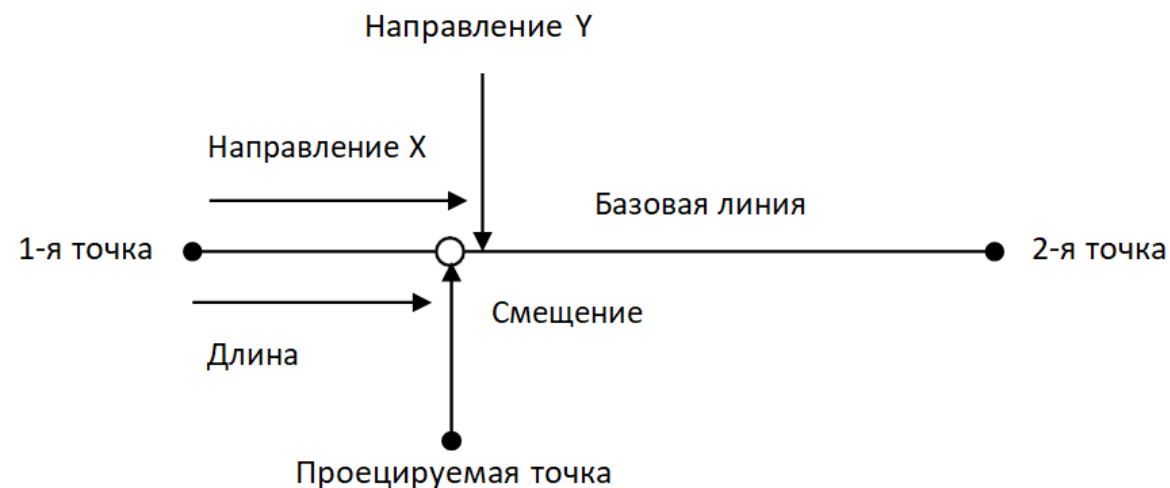 Направление Y
Направление X
Базовая линия
1-я точка
2-я точка
Смещение
Длина
Проецируемая точка